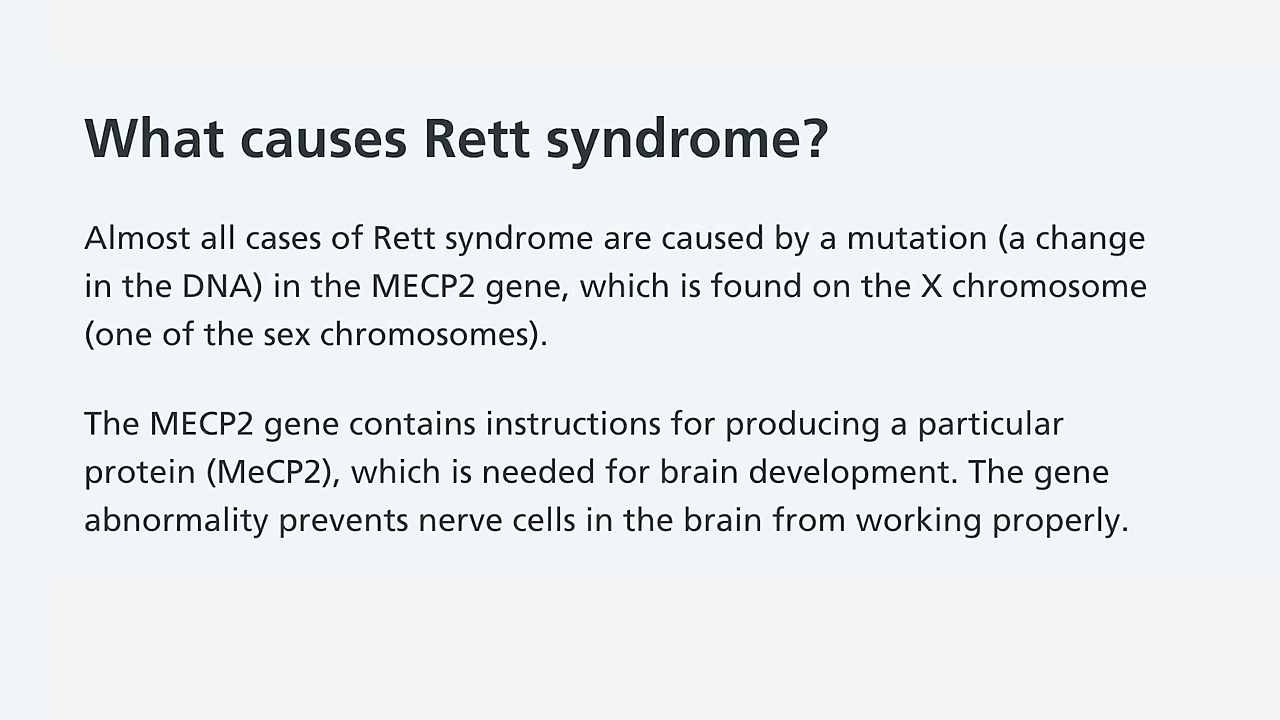 What causes Rett syndrome?
Almost all cases of Rett syndrome are caused by a mutation (a change
in the DNA) in the MECP2 gene, which is found on the X chromosome
(one of the sex chromosomes).
The MECP2 gene contains instructions for producing a particular
protein (MeCP2), which is needed for brain development. The gene
abnormality prevents nerve cells in the brain from working properly.